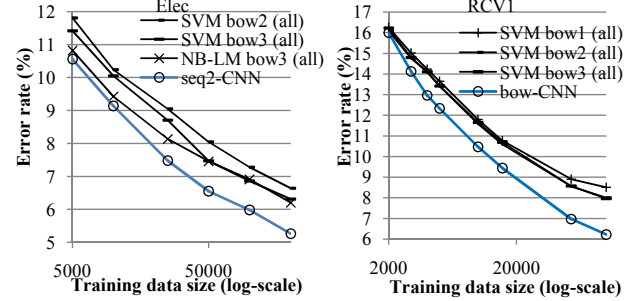 Elec
12
11
10
9
8
7
6
5
Error rate (%)
SVM bow2 (all)
SVM bow3 (all)
NB-LM bow3 (all)
seq2-CNN
5000
50000
Training data size (log-scale)
RCV1
17
16
15
14
13
12
11
10
9
8
7
6
Error rate (%)
SVM bow1 (all)
SVM bow2 (all)
SVM bow3 (all)
bow-CNN
2000
20000
Training data size (log-scale)